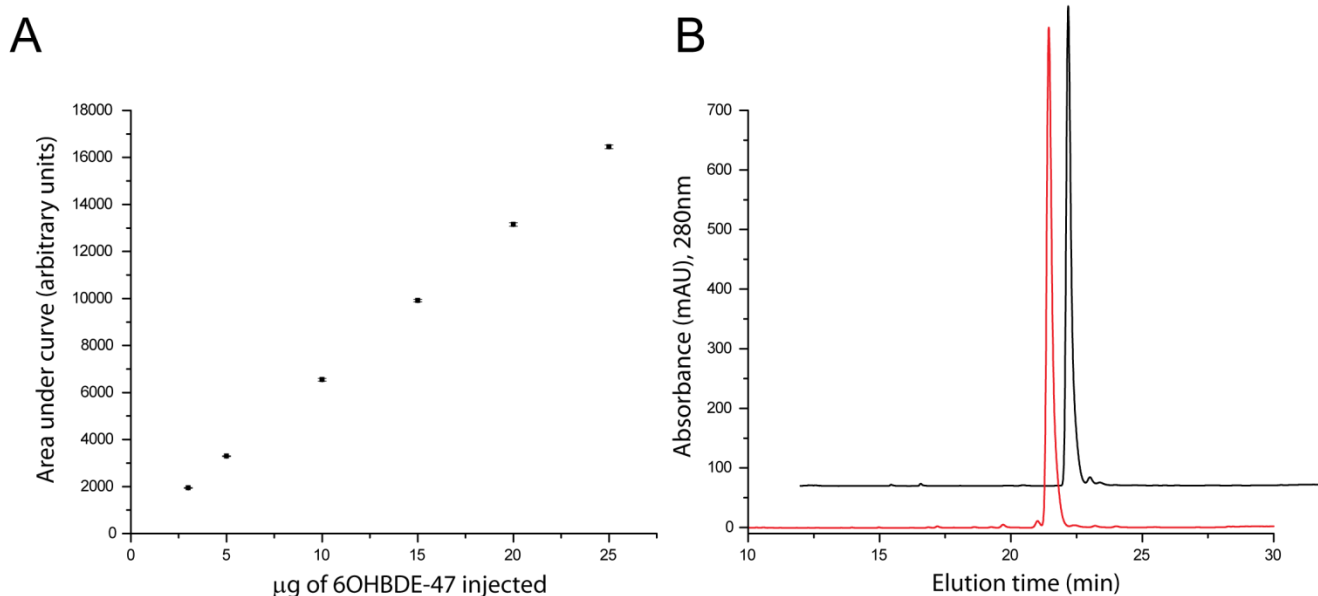 A
18000
16000
14000
12000
10000
8000
6000
4000
2000
0
0 5 10 15 20 25
Area under curve (arbitrary units)
μg of 6OHBDE-47 injected
B
700
600
500
400
300
200
100
0
10 15 20 25 30
Absorbance (mAU), 280nm
Elution time (min)